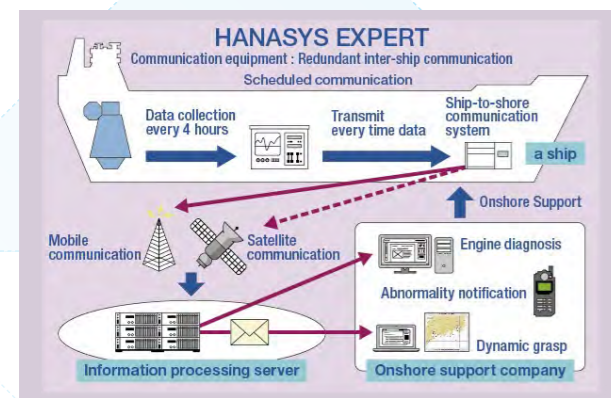 HANASYS EXPERT
Communication equipment : Redundant inter-ship communication
Scheduled communication
Data collection
every 4 hours
Transmit
every time data
Ship-to-shore
communication
system
a ship
Mobile
communication
Satellite
communication
Onshore Support
Engine diagnosis
Abnormality notification
Dynamic grasp
Information processing server
Onshore support company